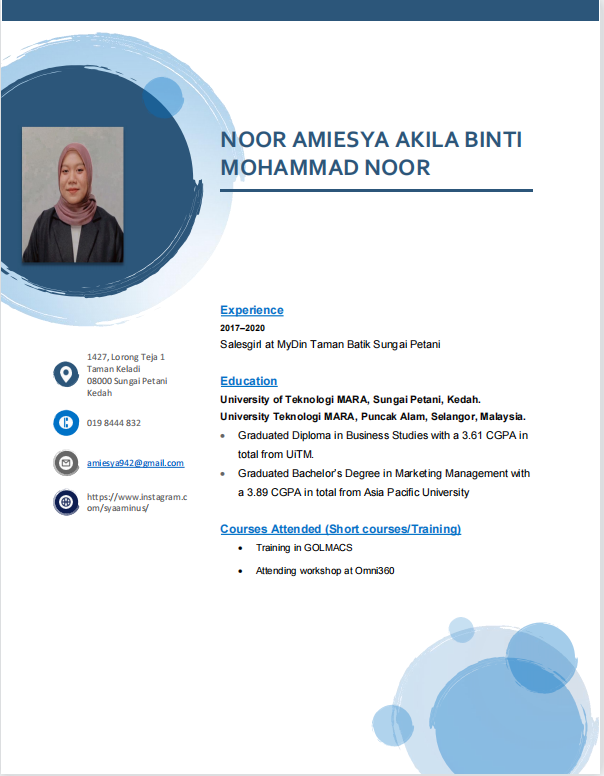 NOOR AMIESYA AKILA BINTI
MOHAMMAD NOOR
1427, Lorong Teja 1
Taman Keladi
08000 Sungai Petani
Kedah
019 8444 832
amiesya942@gmail.com
https://www.instagram.c
om/syaaminus/
Experience
2017–2020
Salesgirl at MyDin Taman Batik Sungai Petani
Education
University of Teknologi MARA, Sungai Petani, Kedah.
University Teknologi MARA, Puncak Alam, Selangor, Malaysia.
• Graduated Diploma in Business Studies with a 3.61 CGPA in
total from UiTM.
• Graduated Bachelor's Degree in Marketing Management with
a 3.89 CGPA in total from Asia Pacific University
Courses Attended (Short courses/Training)
• Training in GOLMACS
• Attending workshop at Omni360